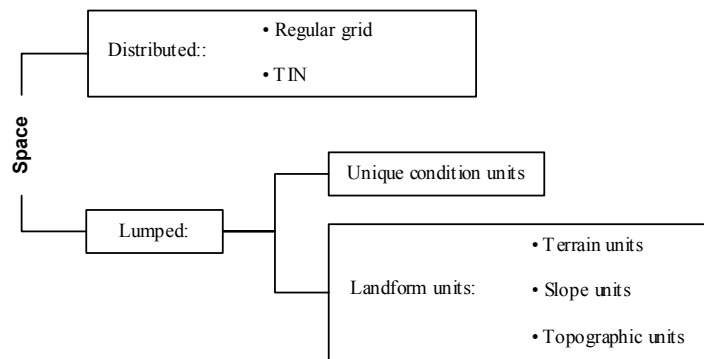 Space
Distributed::
• Regular grid
• TIN
Lumped:
Unique condition units
Landform units:
• Terrain units
• Slope units
• Topographic units